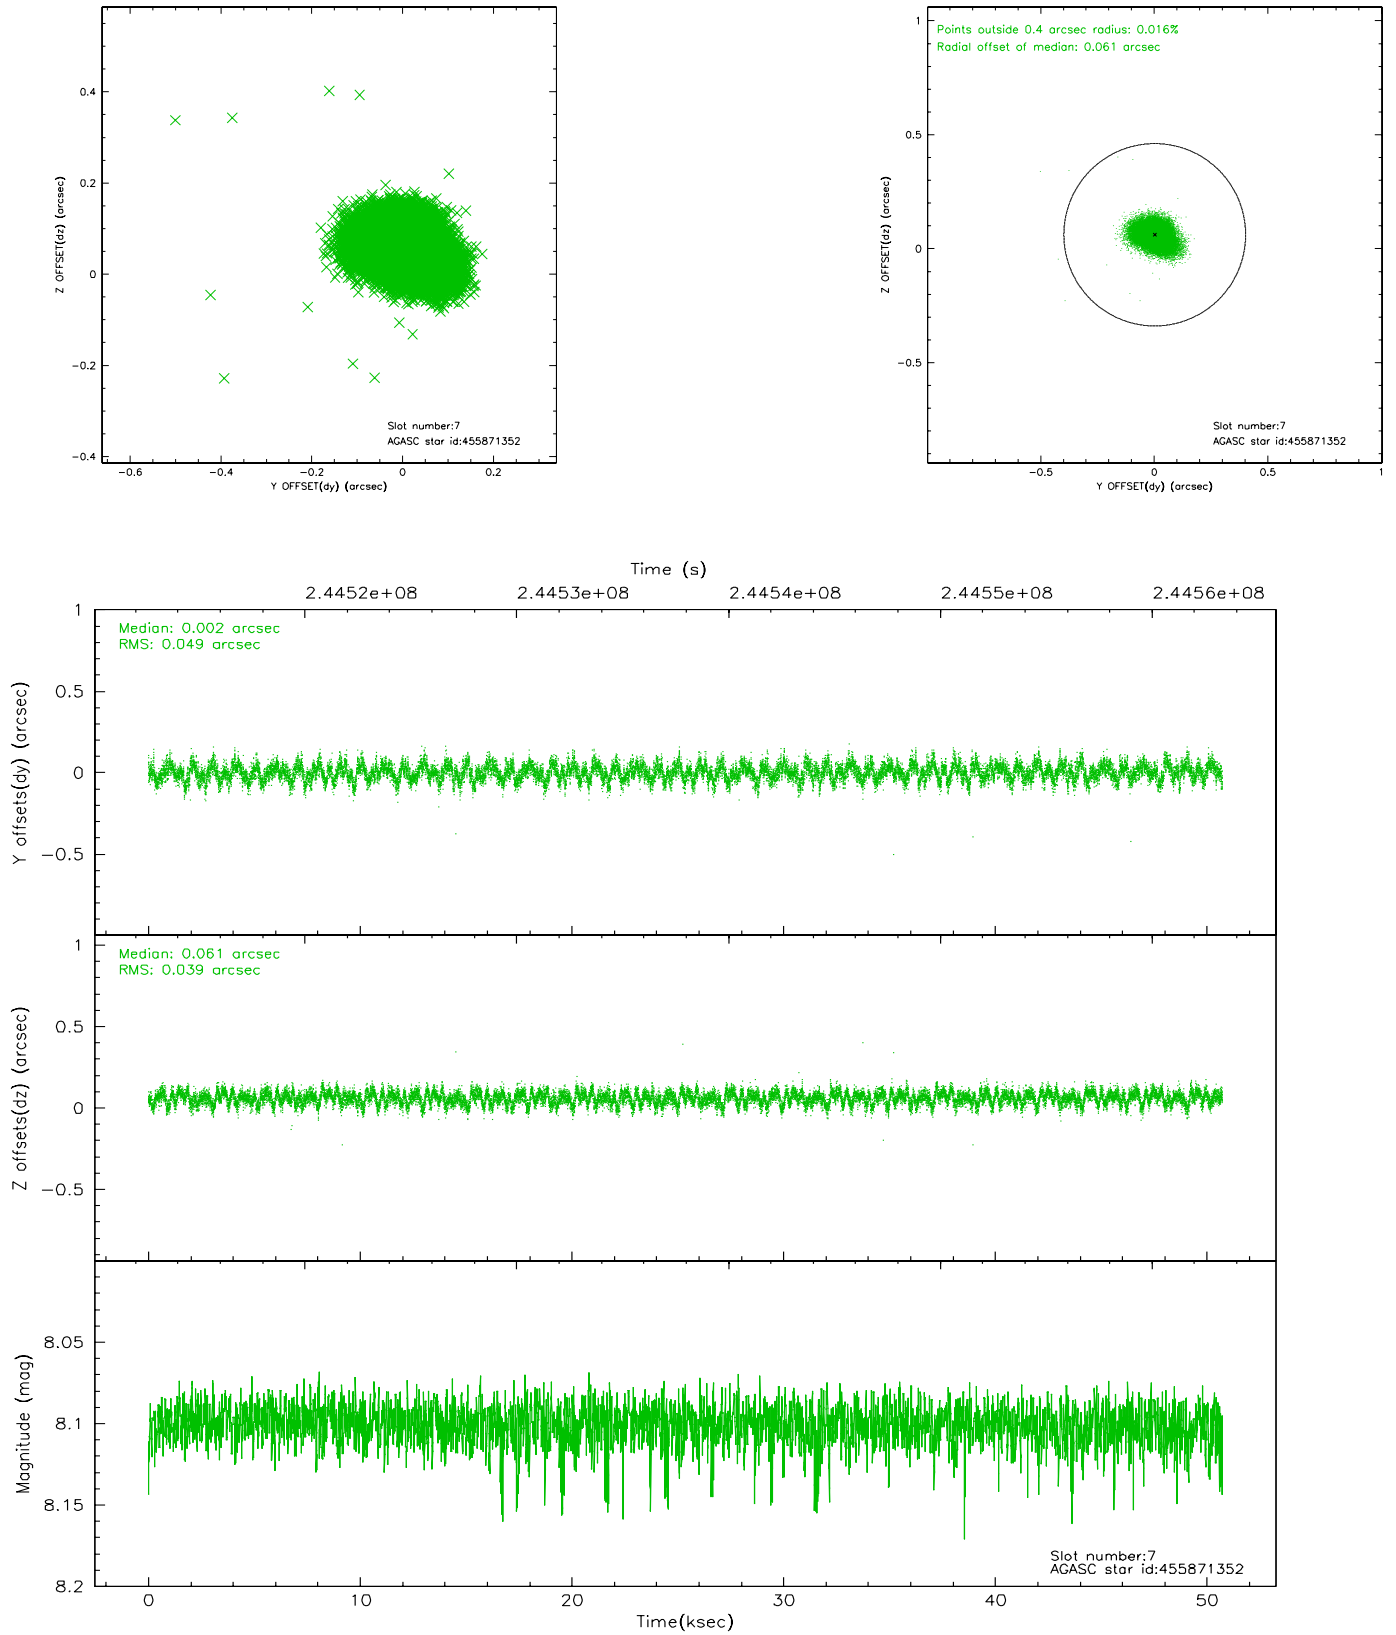 0.4
0.2
0
−0.2
−0.4
Z OFFSET(dz) (arcsec)
Slot number:7
AGASC star id:455871352
−0.6
−0.4
−0.2
0
0.2
Y OFFSET(dy) (arcsec)
Points outside 0.4 arcsec radius: 0.016%
Radial offset of median: 0.061 arcsec
1
0.5
0
−0.5
Z OFFSET(dz) (arcsec)
Slot number:7
AGASC star id:455871352
−0.5
0
0.5
1
Y OFFSET(dy) (arcsec)
Time (s)
2.4452e+08
2.4453e+08
2.4454e+08
2.4455e+08
2.4456e+08
Median: 0.002 arcsec
RMS: 0.049 arcsec
1
0.5
0
−0.5
Y offsets(dy) (arcsec)
Median: 0.061 arcsec
RMS: 0.039 arcsec
1
0.5
0
−0.5
Z offsets(dz) (arcsec)
8.05
8.1
8.15
8.2
Magnitude (mag)
Slot number:7
AGASC star id:455871352
0
10
20
30
40
50
Time(ksec)